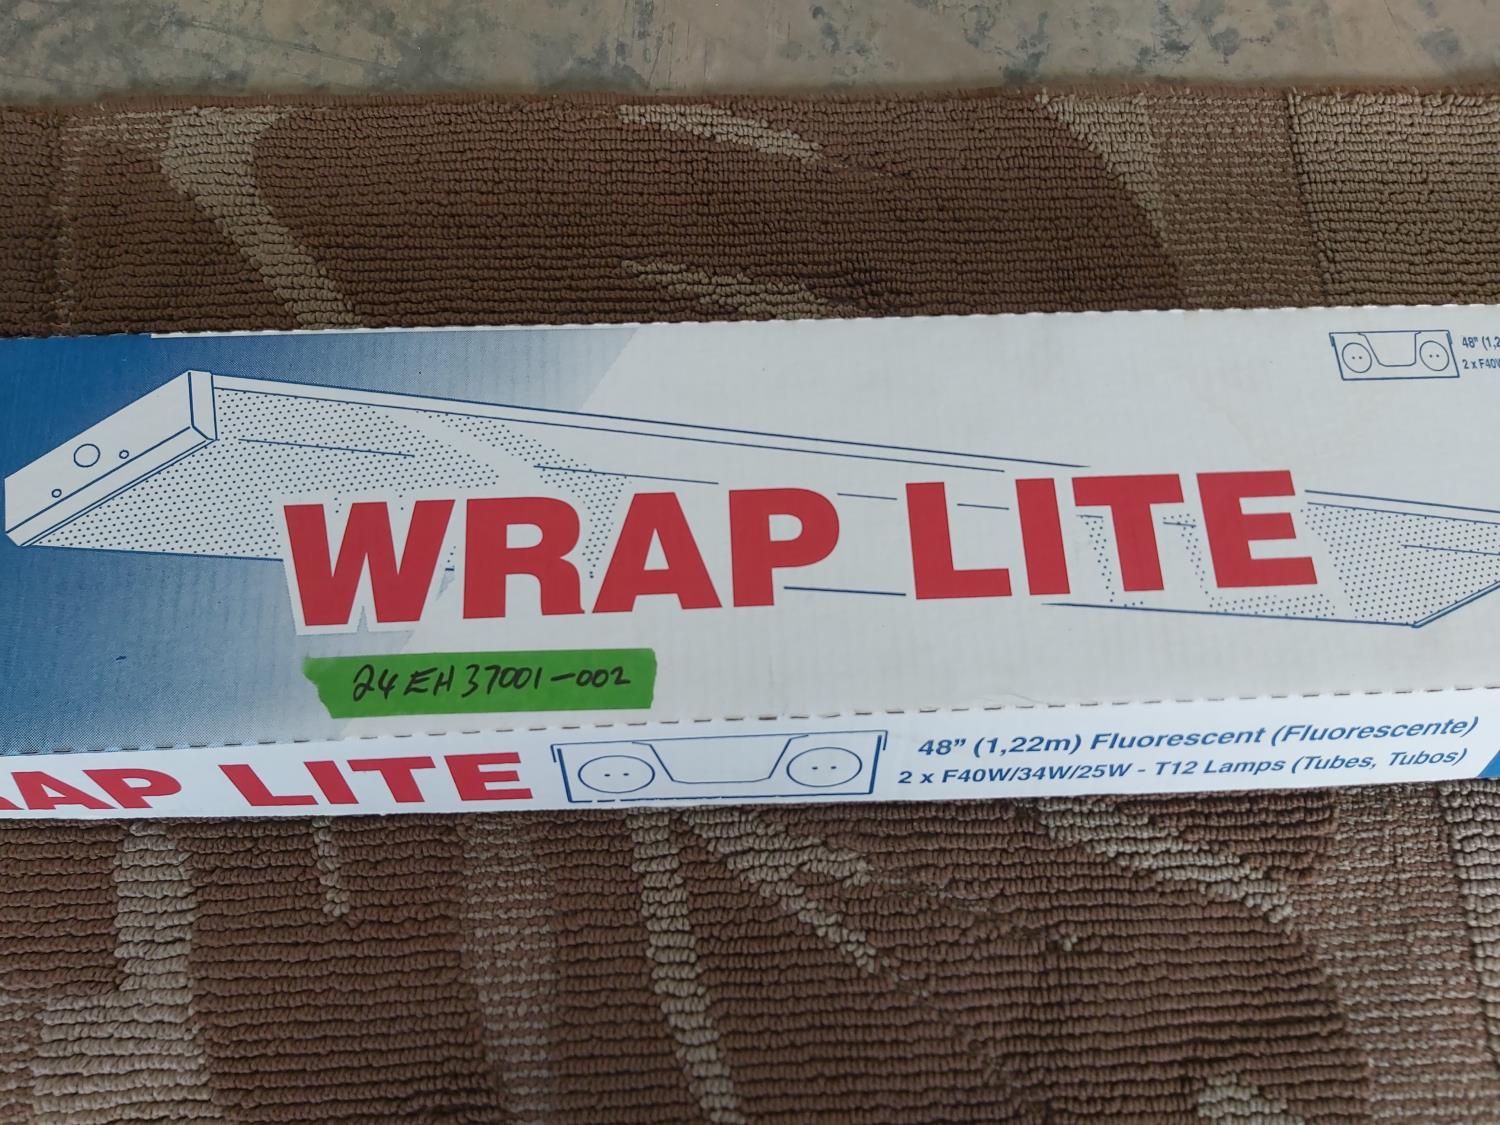 48" (1,2
2 x F40W
WRAP LITE
24EH37001-002
AP LITE
48" (1,22m) Fluorescent (Fluorescente)
2 x F40W/34W/25W - T12 Lamps (Tubes, Tubos)